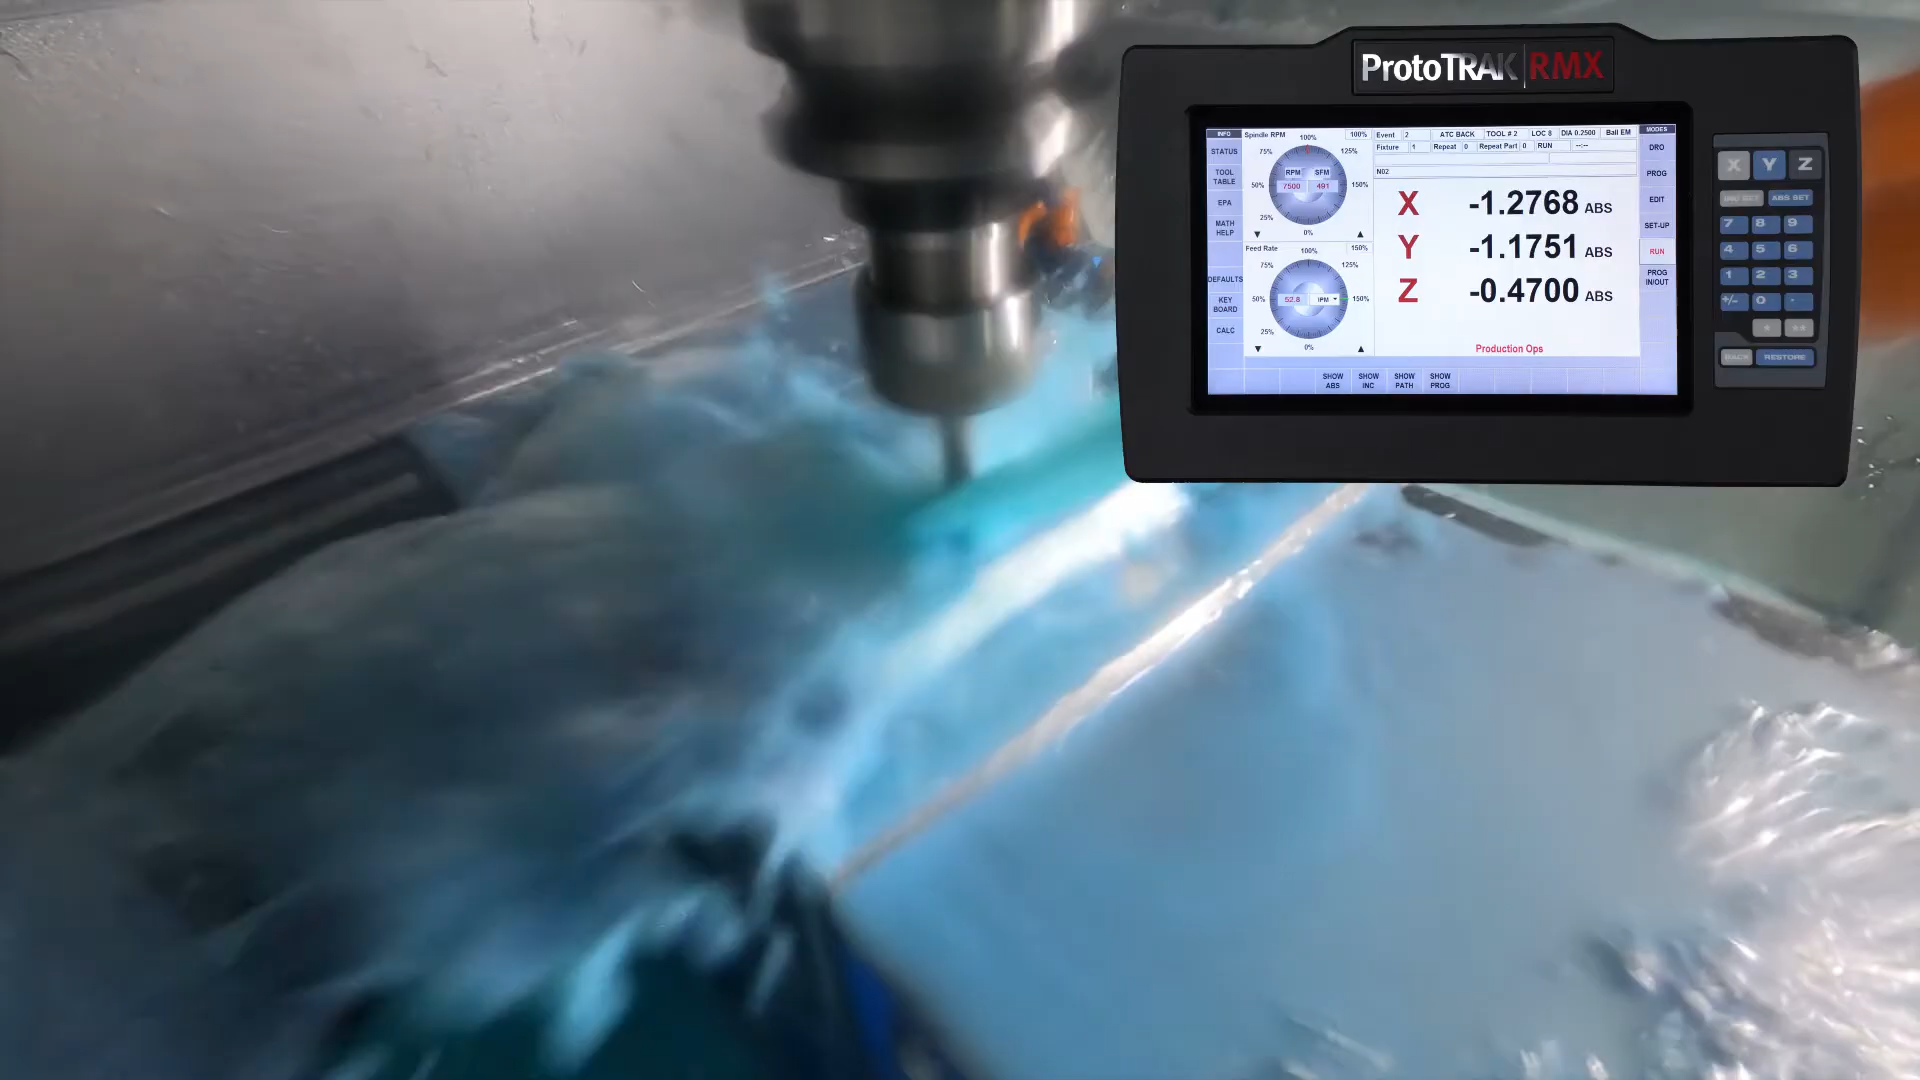 ProtoTRAK RMX
INFO
STATUS
TOOL TABLE
EPA
MATH HELP
DEFAULTS
KEY BOARD
CALC
Spindle RPM 100%
100%
75% 125%
RPM SFM
7500 491
50% 150%
25%
0%
Feed Rate 150%
100%
75% 125%
50% 52.8 IPM 150%
25%
0%
Event 2 ATC BACK TOOL # 2 LOC 8 DIA 0.2500 Ball EM
Fixture 1 Repeat 0 Repeat Part 0 RUN --:--
N02
X -1.2768 ABS
Y -1.1751 ABS
Z -0.4700 ABS
Production Ops
SHOW ABS
SHOW INC
SHOW PATH
SHOW PROG
MODES
DRO
PROG
EDIT
SET-UP
RUN
PROG IN/OUT
X Y Z
INC SET ABS SET
7 8 9
4 5 6
1 2 3
+/- 0
BACK RESTORE